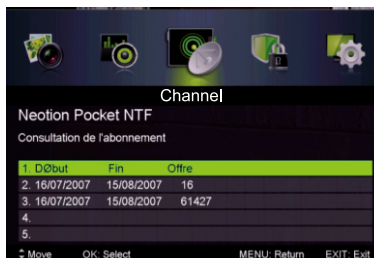 Channel
Neotion Pocket NTF
Consultation de l'abonnement
1. DØbut Fin Offre
2. 16/07/2007 15/08/2007 16
3. 16/07/2007 15/08/2007 61427
4.
5.
Move OK: Select MENU: Return EXIT: Exit